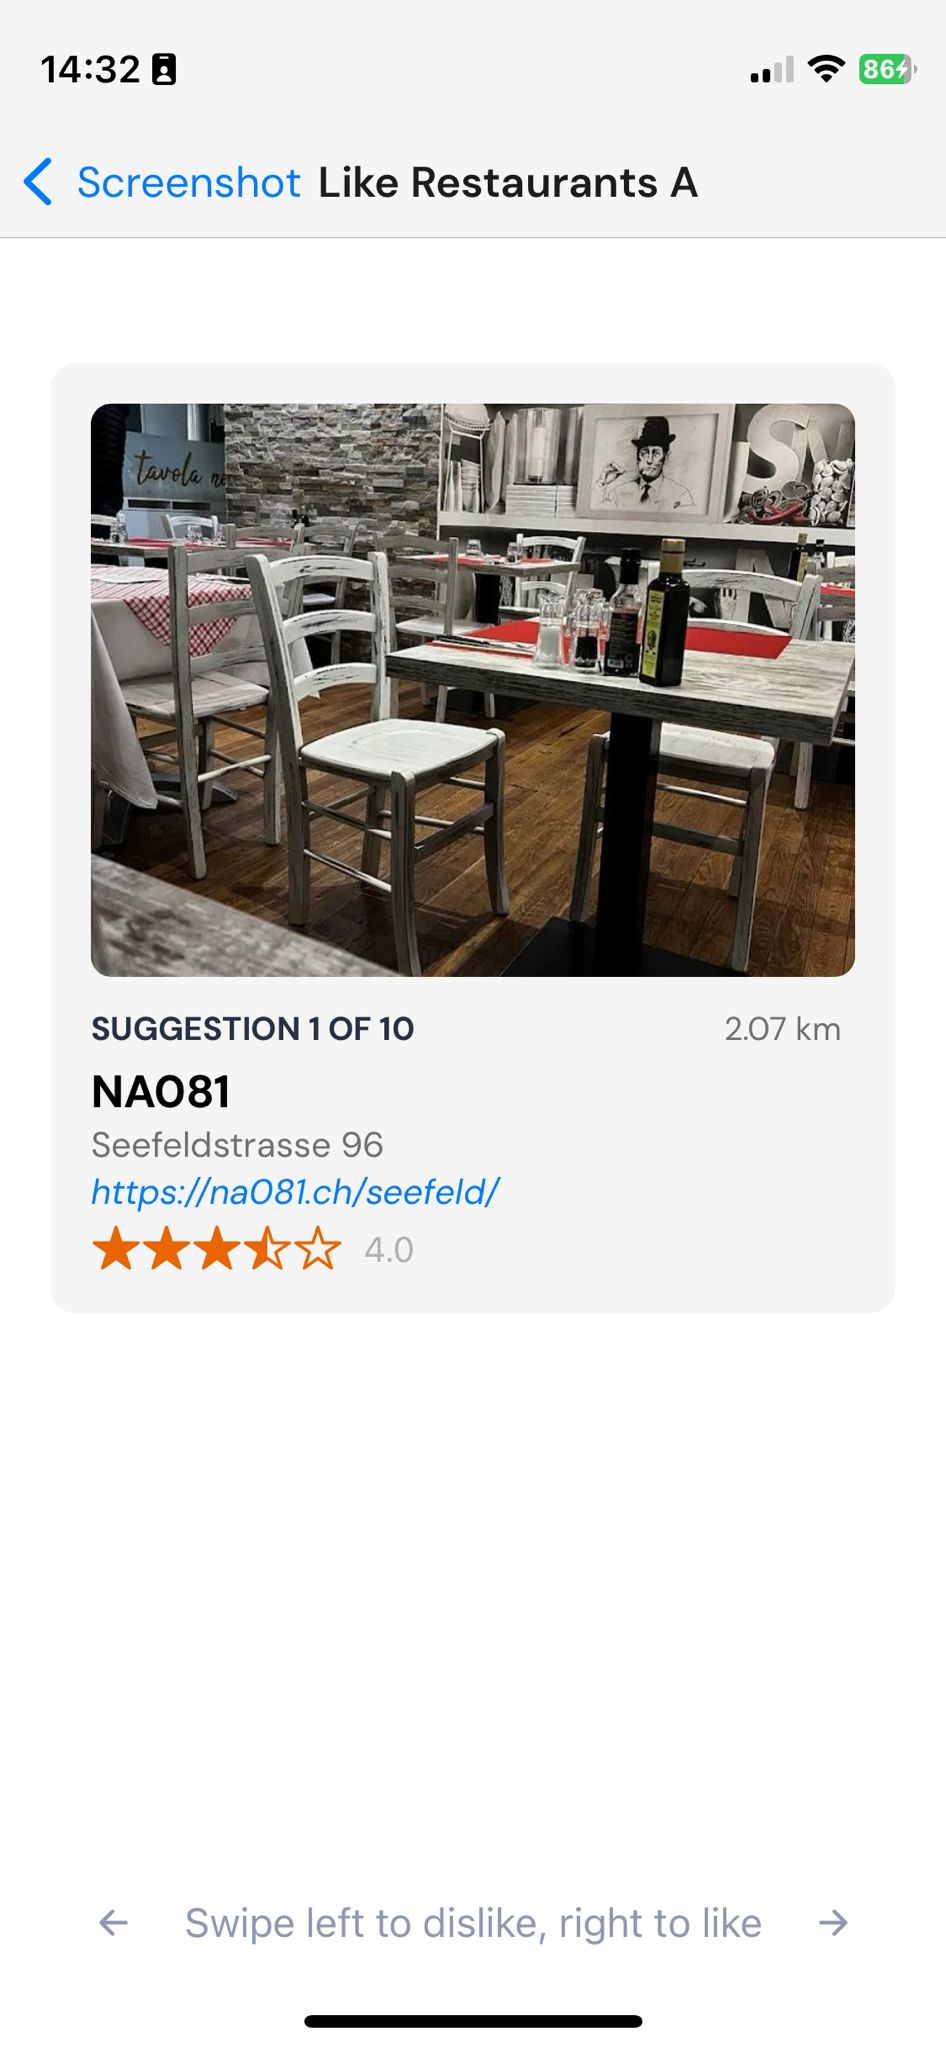 14:32
86
Screenshot Like Restaurants A
tavola
SUGGESTION 1 OF 10
2.07 km
NA081
Seefeldstrasse 96
https://na081.ch/seefeld/
4.0
Swipe left to dislike, right to like